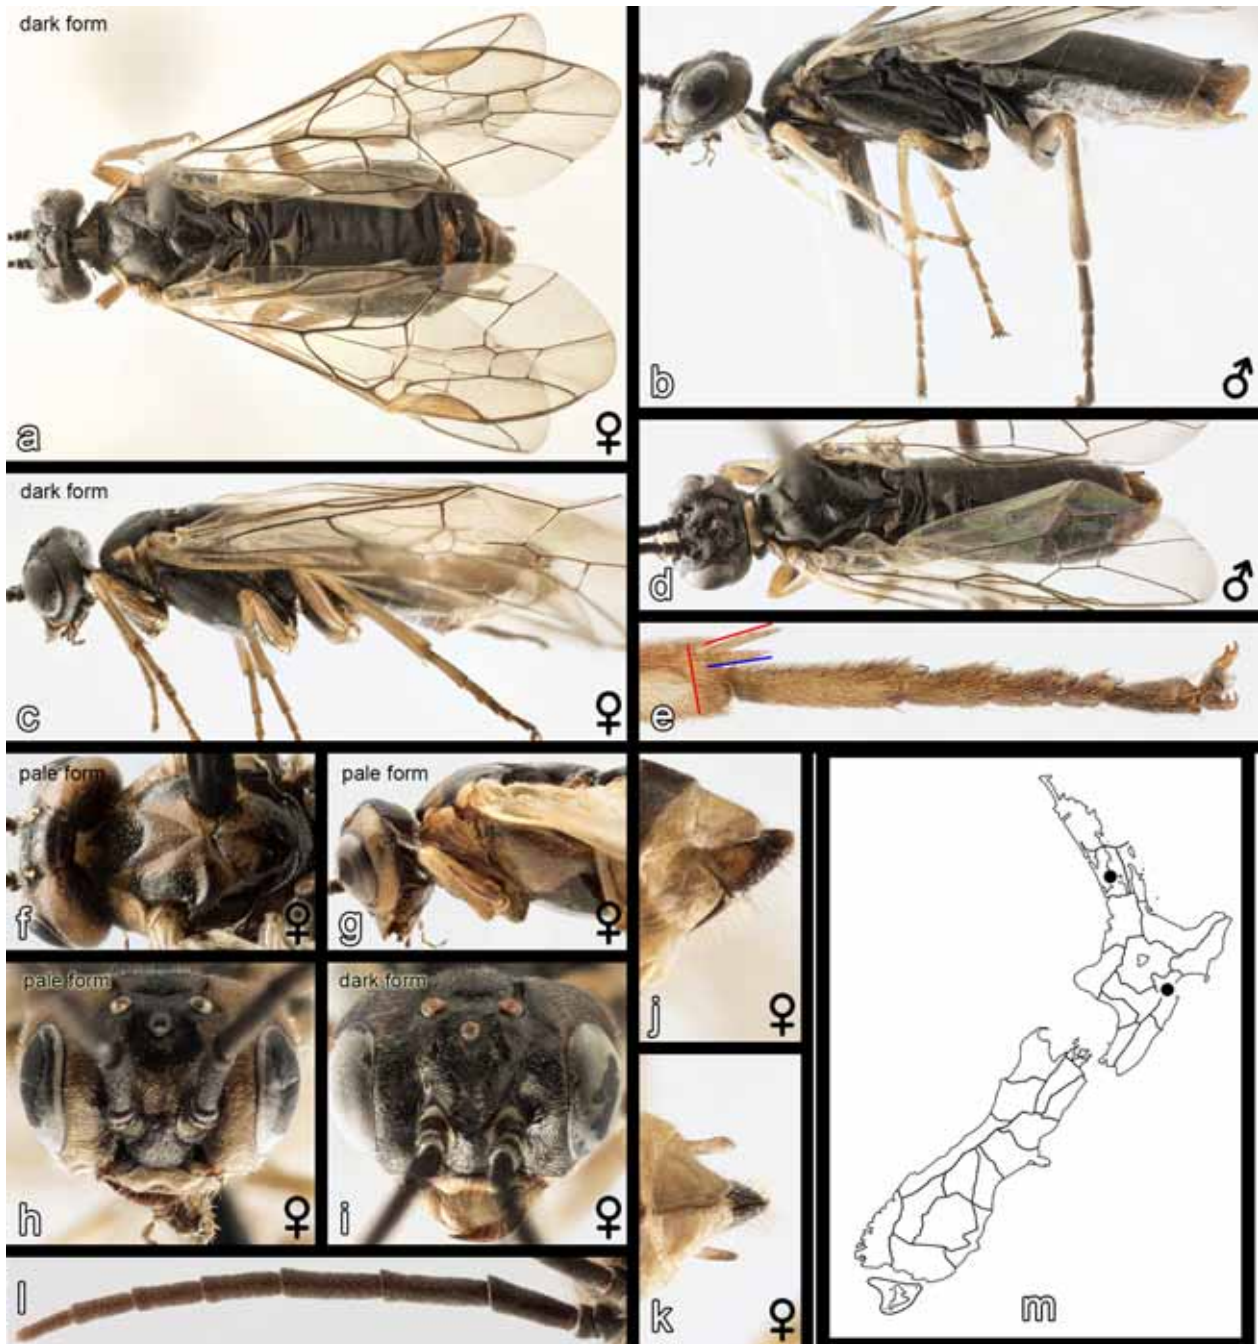 dark form
a ♀
b ♂
dark form
c ♀
d ♂
e
pale form
f ♀
pale form
g ♀
pale form
h ♀
dark form
i ♀
j ♀
k ♀
l
m